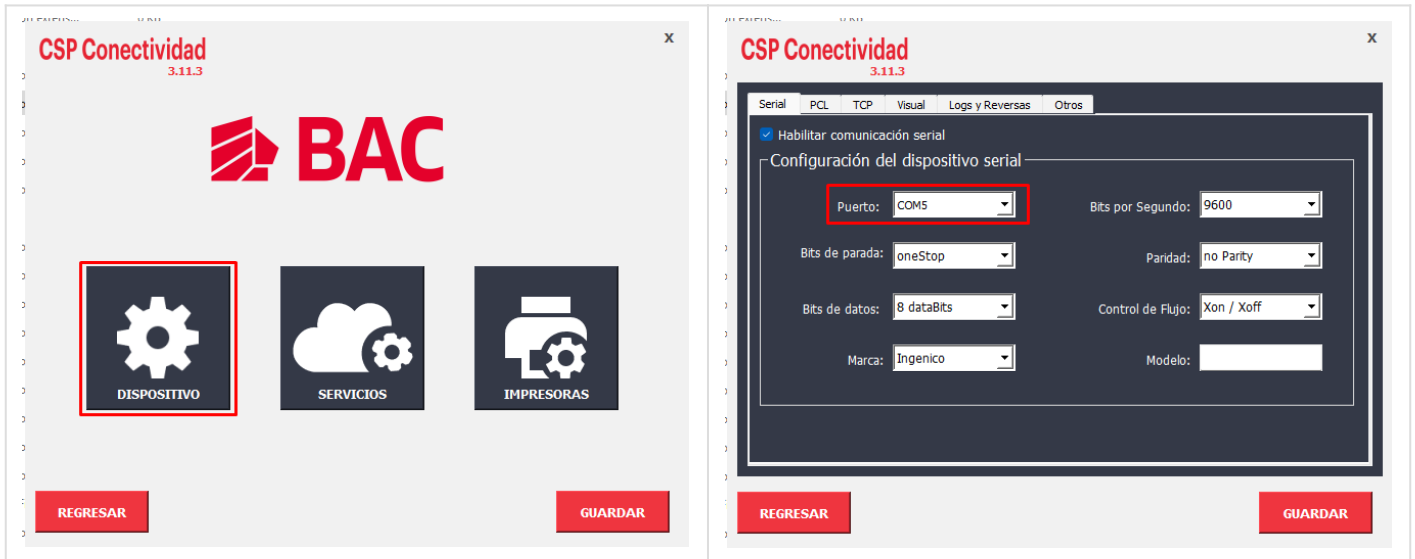 CSP Conectividad
x
3.11.3
BAC
DISPOSITIVO
SERVICIOS
IMPRESORAS
REGRESAR
GUARDAR
CSP Conectividad
x
3.11.3
Serial PCL TCP Visual Logs y Reversas Otros
Habilitar comunicación serial
Configuración del dispositivo serial
Puerto: COM5 Bits por Segundo: 9600
Bits de parada: oneStop Paridad: no Parity
Bits de datos: 8 dataBits Control de Flujo: Xon / Xoff
Marca: Ingenico Modelo:
REGRESAR
GUARDAR